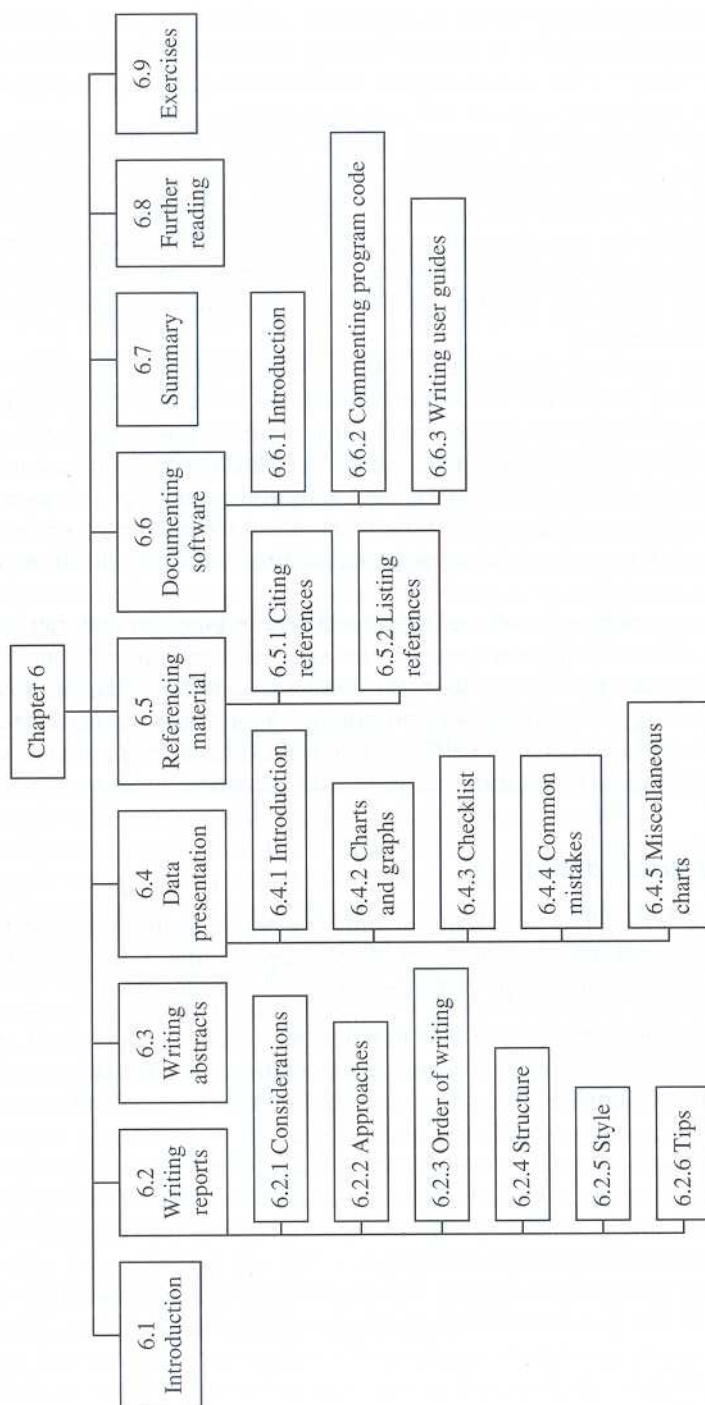 Chapter 6
6.1
Introduction
6.2
Writing
reports
6.2.1 Considerations
6.2.2 Approaches
6.2.3 Order of writing
6.2.4 Structure
6.2.5 Style
6.2.6 Tips
6.3
Writing
abstracts
6.4
Data
presentation
6.4.1 Introduction
6.4.2 Charts
and graphs
6.4.3 Checklist
6.4.4 Common
mistakes
6.4.5 Miscellaneous
charts
6.5
Referencing
material
6.5.1 Citing
references
6.5.2 Listing
references
6.6
Documenting
software
6.6.1 Introduction
6.6.2 Commenting program code
6.6.3 Writing user guides
6.7
Summary
6.8
Further
reading
6.9
Exercises